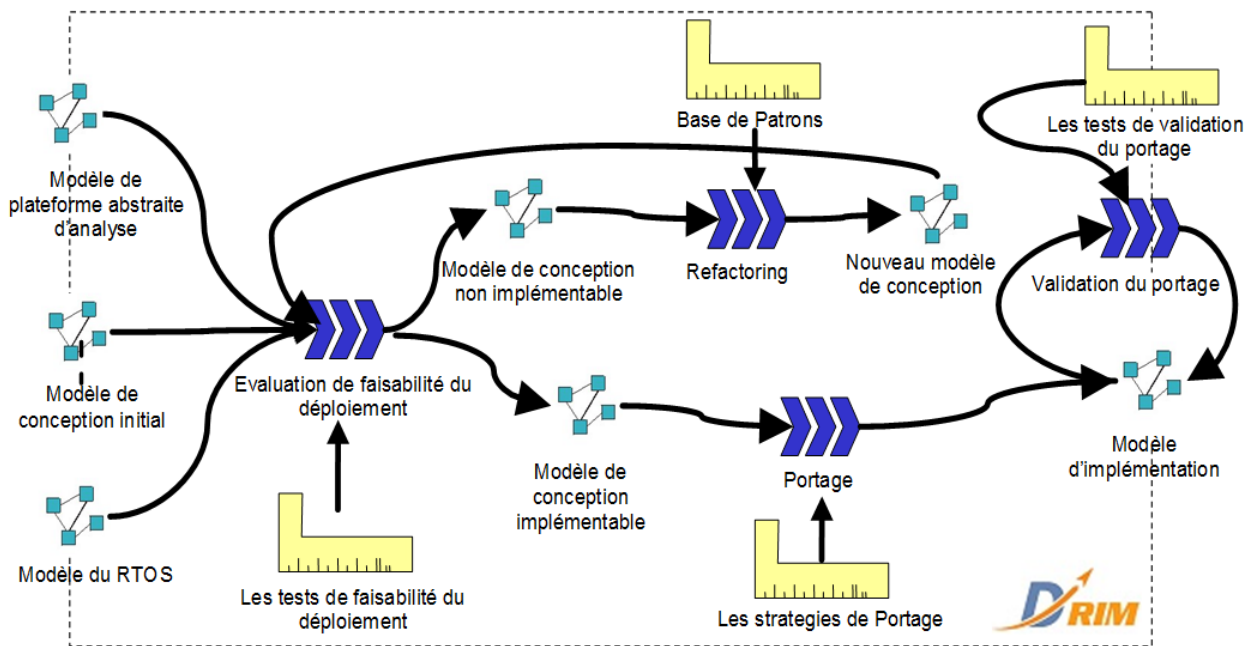 Base de Patrons
Les tests de validation
du portage
Modèle de
plateforme abstraite
d'analyse
Modèle de conception
non implémentable
Refactoring
Nouveau modèle
de conception
Validation du portage
Modèle de
conception initial
Evaluation de faisabilité du
déploiement
Modèle de
conception
implémentable
Portage
Modèle
d'implémentation
Modèle du RTOS
Les tests de faisabilité du
déploiement
Les strategies de Portage
DRIM